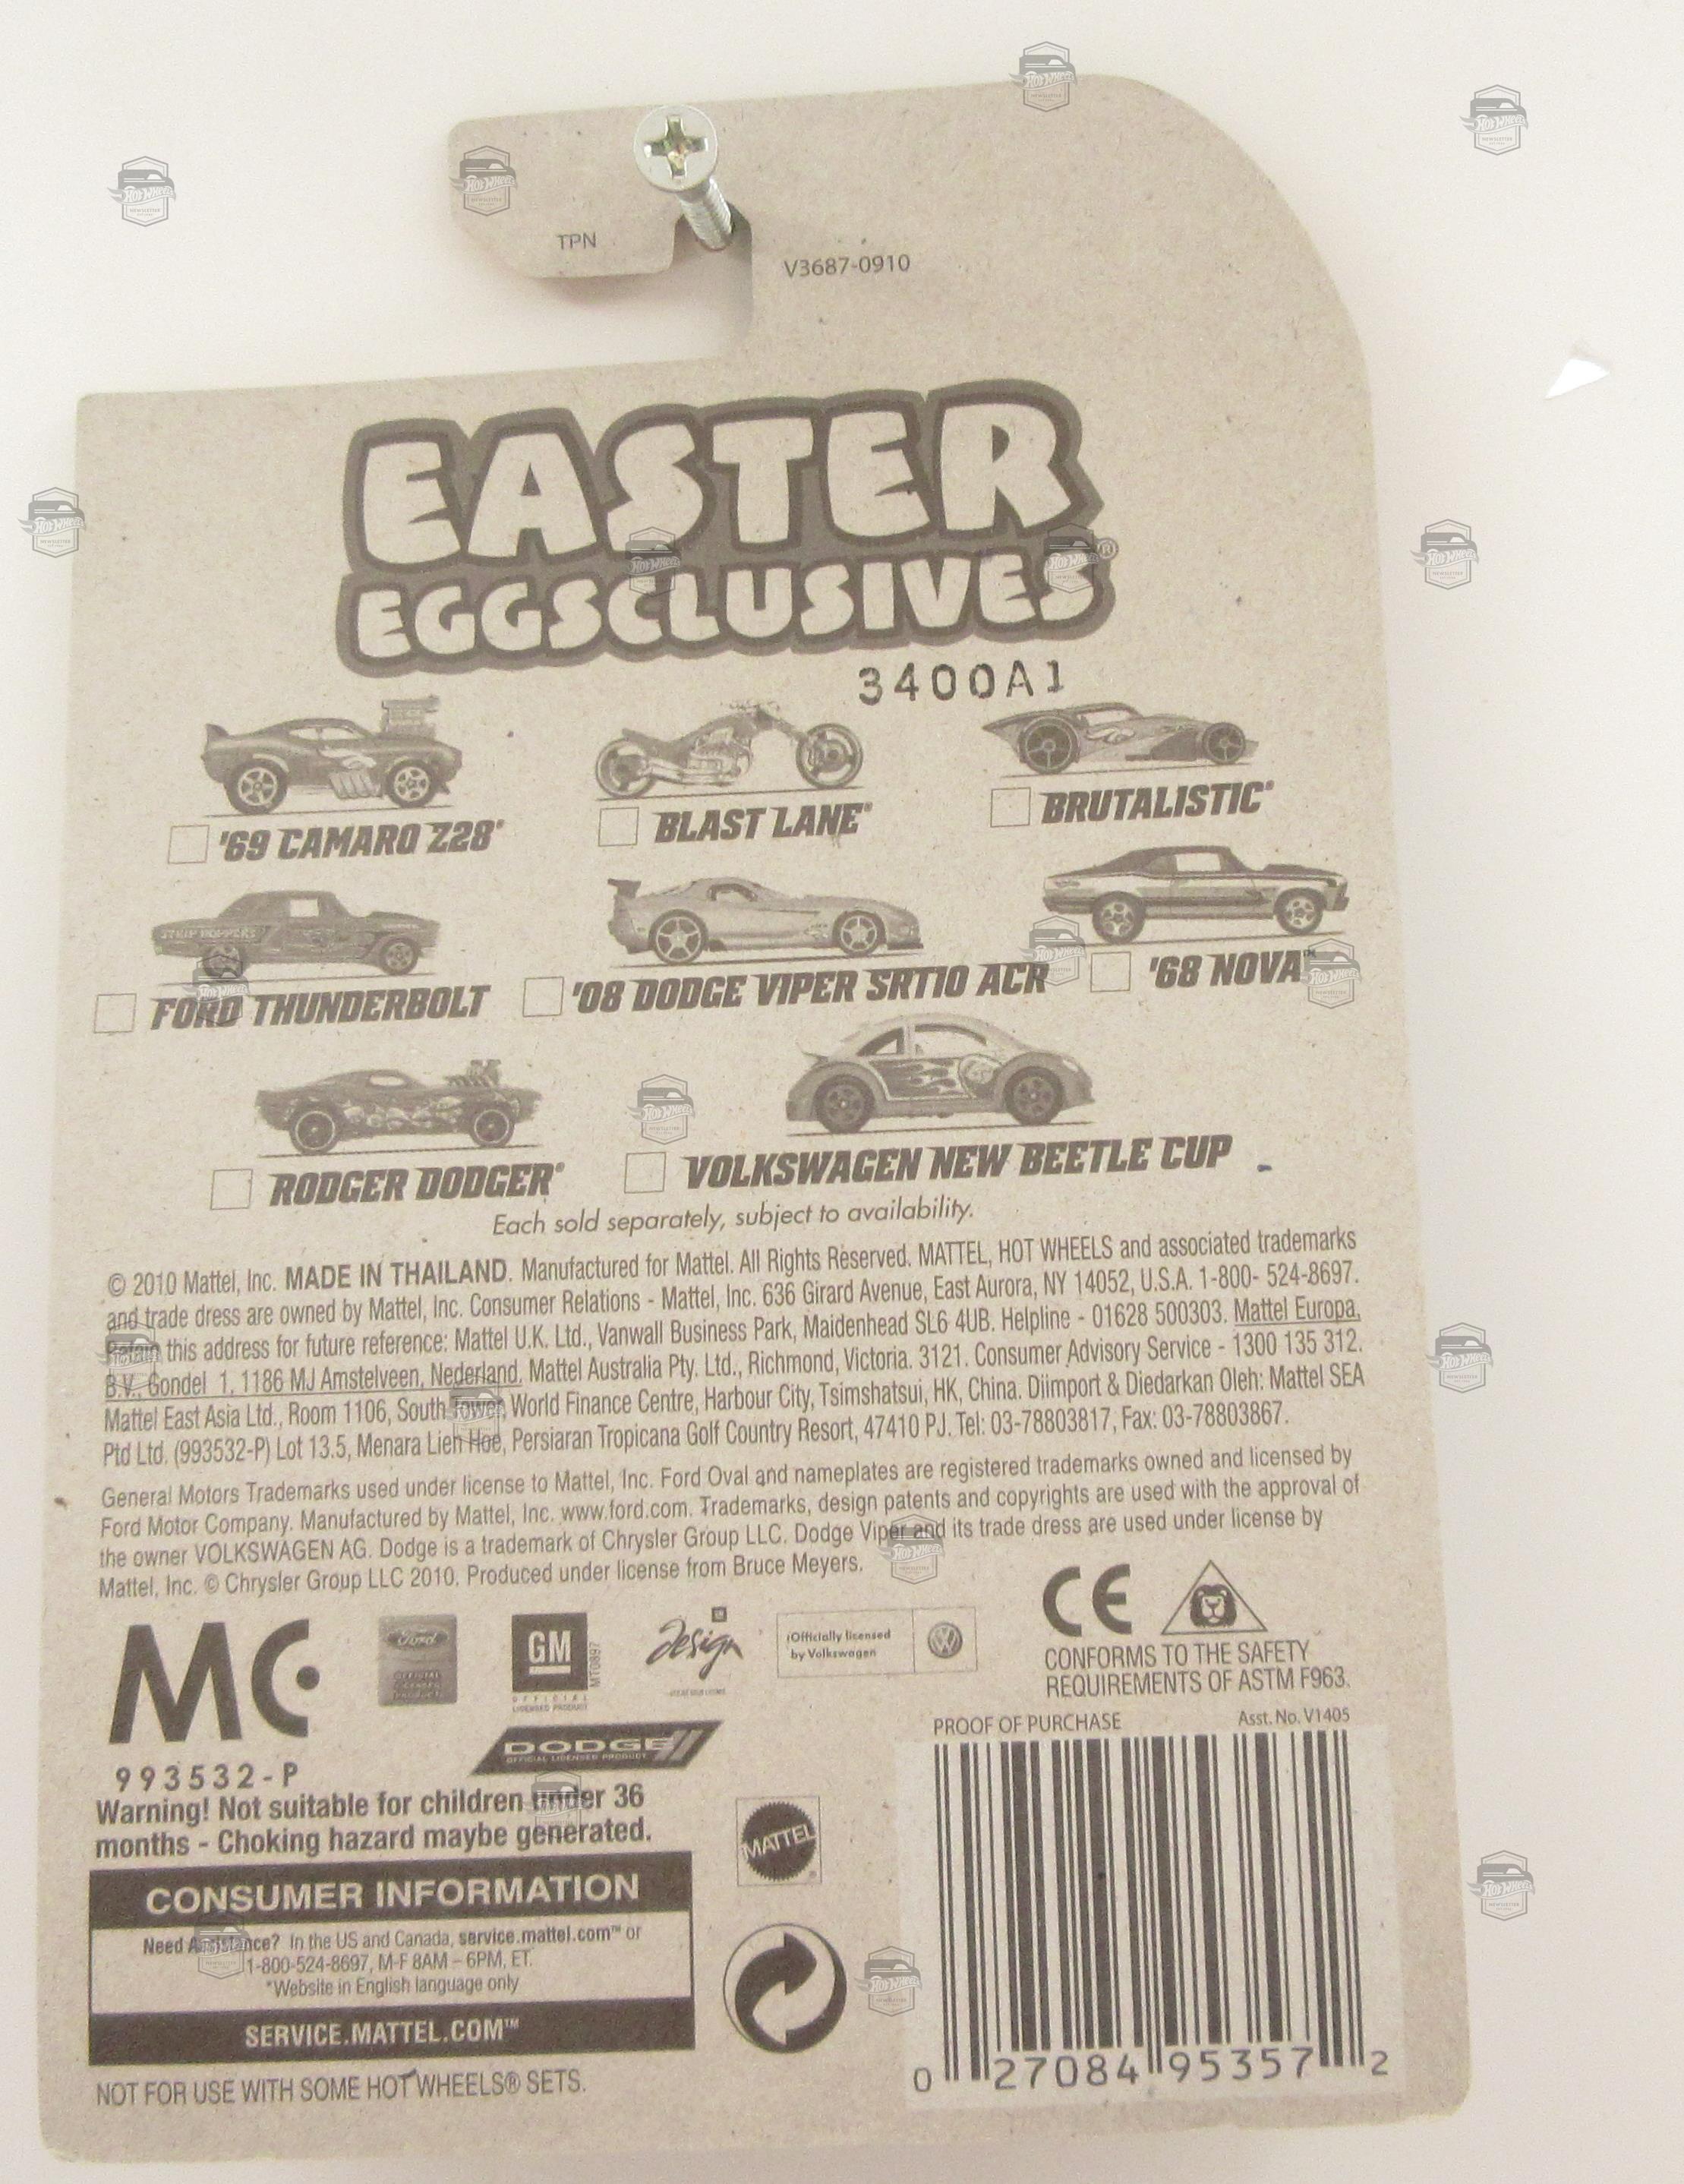 TPN
V3687-0910
EASTER
EGGSCLUSIVES®
3400A1
'69 CAMARO Z28®
BLAST LANE®
BRUTALISTIC®
STRIP POPPERS
FORD THUNDERBOLT
'08 DODGE VIPER SRT10 ACR
'68 NOVA™
RODGER DODGER®
VOLKSWAGEN NEW BEETLE CUP
Each sold separately, subject to availability.
© 2010 Mattel, Inc. MADE IN THAILAND. Manufactured for Mattel. All Rights Reserved. MATTEL, HOT WHEELS and associated trademarks
and trade dress are owned by Mattel, Inc. Consumer Relations - Mattel, Inc. 636 Girard Avenue, East Aurora, NY 14052, U.S.A. 1-800- 524-8697.
Retain this address for future reference: Mattel U.K. Ltd., Vanwall Business Park, Maidenhead SL6 4UB. Helpline - 01628 500303. Mattel Europa,
B.V., Gondel 1, 1186 MJ Amstelveen, Nederland. Mattel Australia Pty. Ltd., Richmond, Victoria. 3121. Consumer Advisory Service - 1300 135 312.
Mattel East Asia Ltd., Room 1106, South Tower, World Finance Centre, Harbour City, Tsimshatsui, HK, China. Diimport & Diedarkan Oleh: Mattel SEA
Ptd Ltd. (993532-P) Lot 13.5, Menara Lien Hoe, Persiaran Tropicana Golf Country Resort, 47410 PJ. Tel: 03-78803817, Fax: 03-78803867.
General Motors Trademarks used under license to Mattel, Inc. Ford Oval and nameplates are registered trademarks owned and licensed by
Ford Motor Company. Manufactured by Mattel, Inc. www.ford.com. Trademarks, design patents and copyrights are used with the approval of
the owner VOLKSWAGEN AG. Dodge is a trademark of Chrysler Group LLC. Dodge Viper and its trade dress are used under license by
Mattel, Inc. © Chrysler Group LLC 2010. Produced under license from Bruce Meyers.
CE
CONFORMS TO THE SAFETY
REQUIREMENTS OF ASTM F963.
MC
993532-P
Ford
OFFICIAL
LICENSED
PRODUCT
GM
MT0897
OFFICIAL
LICENSED PRODUCT
Design
Officially licensed
by Volkswagen
DODGE
OFFICIAL LICENSED PRODUCT
PROOF OF PURCHASE
Asst. No. V1405
Warning! Not suitable for children under 36
months - Choking hazard maybe generated.
MATTEL®
CONSUMER INFORMATION
Need Assistance? In the US and Canada, service.mattel.com™ or
1-800-524-8697, M-F 8AM – 6PM, ET.
*Website in English language only
SERVICE.MATTEL.COM™
NOT FOR USE WITH SOME HOT WHEELS® SETS.
0 27084 95357 2